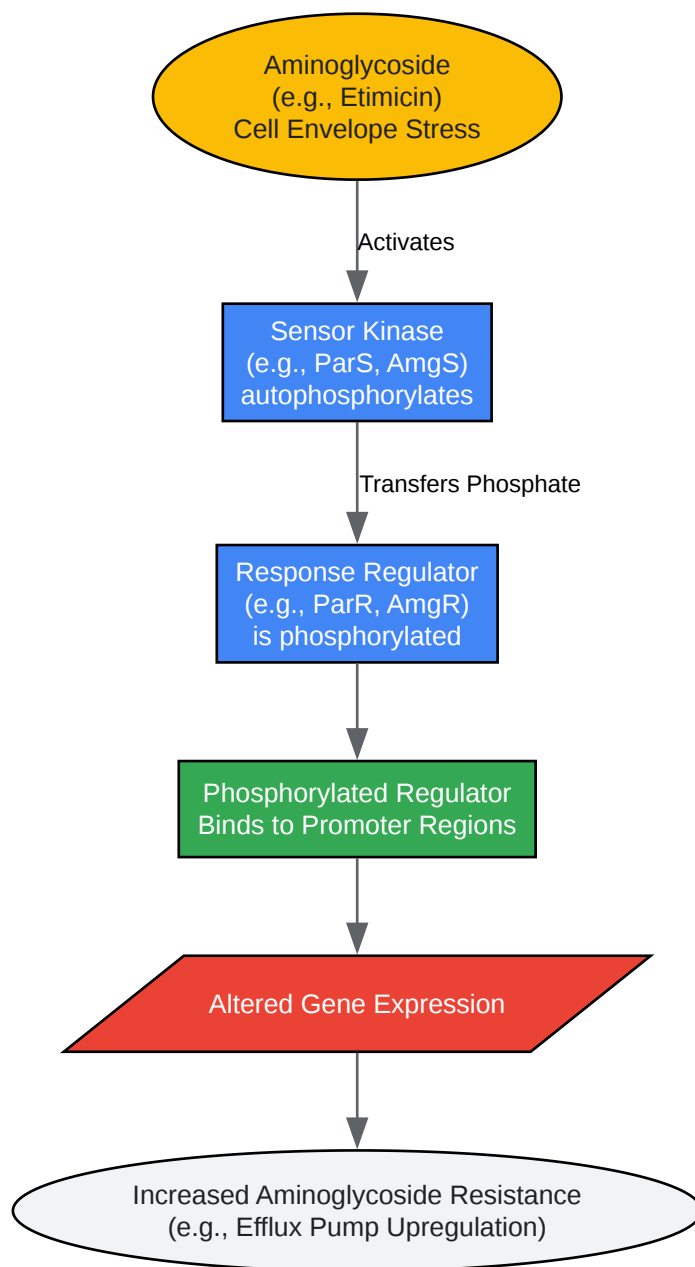 Aminoglycoside
(e.g., Etimicin)
Cell Envelope Stress
Activates
Sensor Kinase
(e.g., ParS, AmgS)
autophosphorylates
Transfers Phosphate
Response Regulator
(e.g., ParR, AmgR)
is phosphorylated
Phosphorylated Regulator
Binds to Promoter Regions
Altered Gene Expression
Increased Aminoglycoside Resistance
(e.g., Efflux Pump Upregulation)